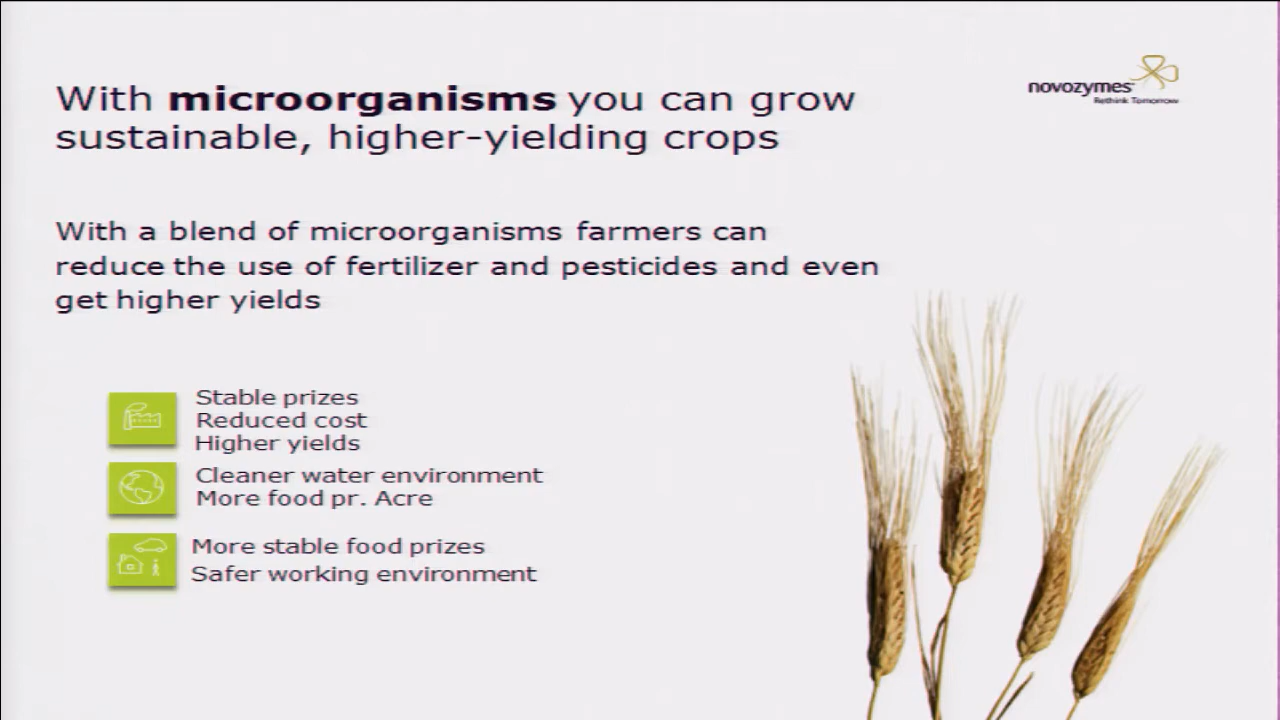 With microorganisms you can grow
sustainable, higher-yielding crops
novozymes
Rethink Tomorrow
With a blend of microorganisms farmers can
reduce the use of fertilizer and pesticides and even
get higher yields
Stable prizes
Reduced cost
Higher yields
Cleaner water environment
More food pr. Acre
More stable food prizes
Safer working environment